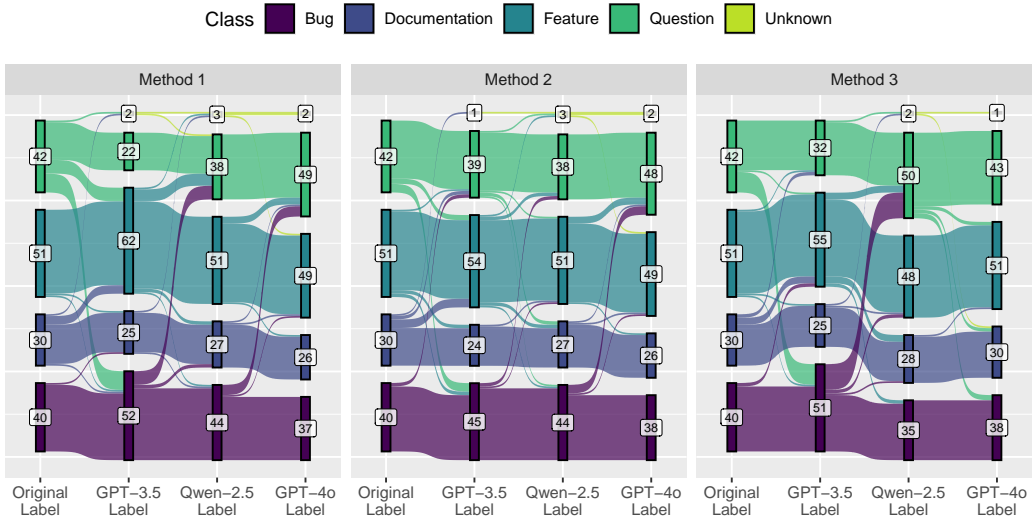 Class Bug Documentation Feature Question Unknown
Method 1 Method 2 Method 3
2 3 2 1 3 2 2 1
42 22 38 49 42 39 38 48 42 32 50 43
51 62 51 49 51 54 51 49 51 55 48 51
30 25 27 26 30 24 27 26 30 25 28 30
40 52 44 37 40 45 44 38 40 51 35 38
Original GPT−3.5 Qwen−2.5 GPT−4o Original GPT−3.5 Qwen−2.5 GPT−4o Original GPT−3.5 Qwen−2.5 GPT−4o
Label Label Label Label Label Label Label Label Label Label Label Label